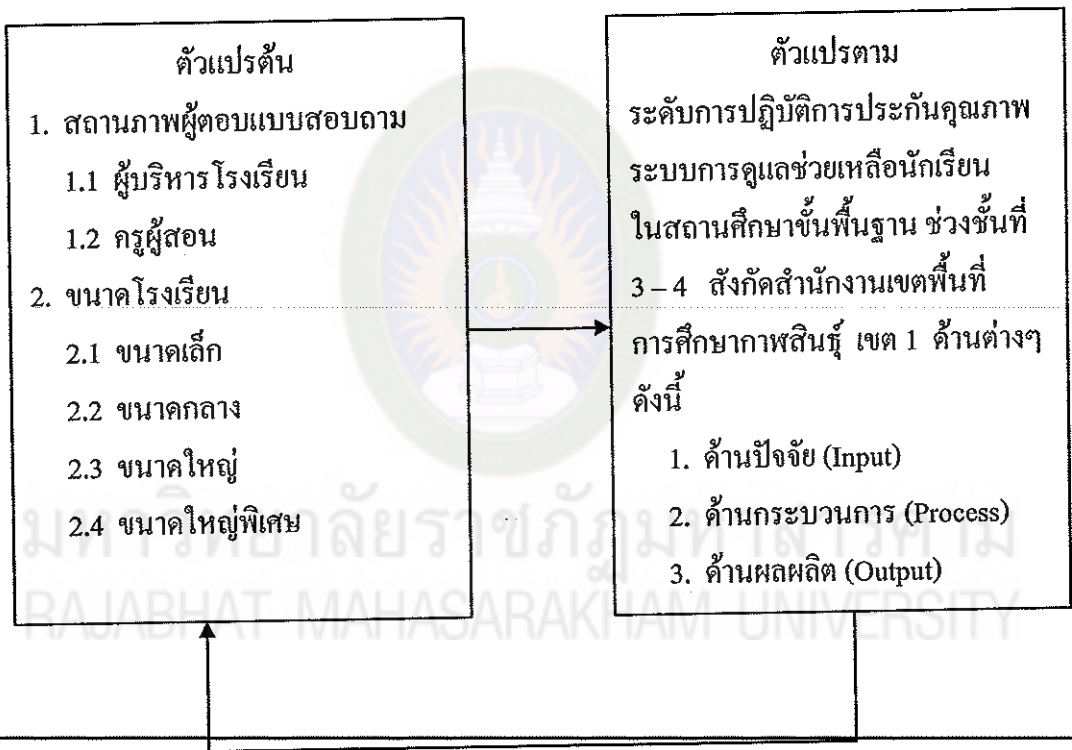 ตัวแปรต้น
1. สถานภาพผู้ตอบแบบสอบถาม
1.1 ผู้บริหารโรงเรียน
1.2 ครูผู้สอน
2. ขนาดโรงเรียน
2.1 ขนาดเล็ก
2.2 ขนาดกลาง
2.3 ขนาดใหญ่
2.4 ขนาดใหญ่พิเศษ
ตัวแปรตาม
ระดับการปฏิบัติการประกันคุณภาพ
ระบบการดูแลช่วยเหลือนักเรียน
ในสถานศึกษาขั้นพื้นฐาน ช่วงชั้นที่
3 – 4 สังกัดสำนักงานเขตพื้นที่
การศึกษากาฬสินธุ์ เขต 1 ด้านต่างๆ
ดังนี้
1. ด้านปัจจัย (Input)
2. ด้านกระบวนการ (Process)
3. ด้านผลผลิต (Output)
มหาวิทยาลัยราชภัฏมหาสารคาม
RAJABHAT MAHASARAKHAM UNIVERSITY